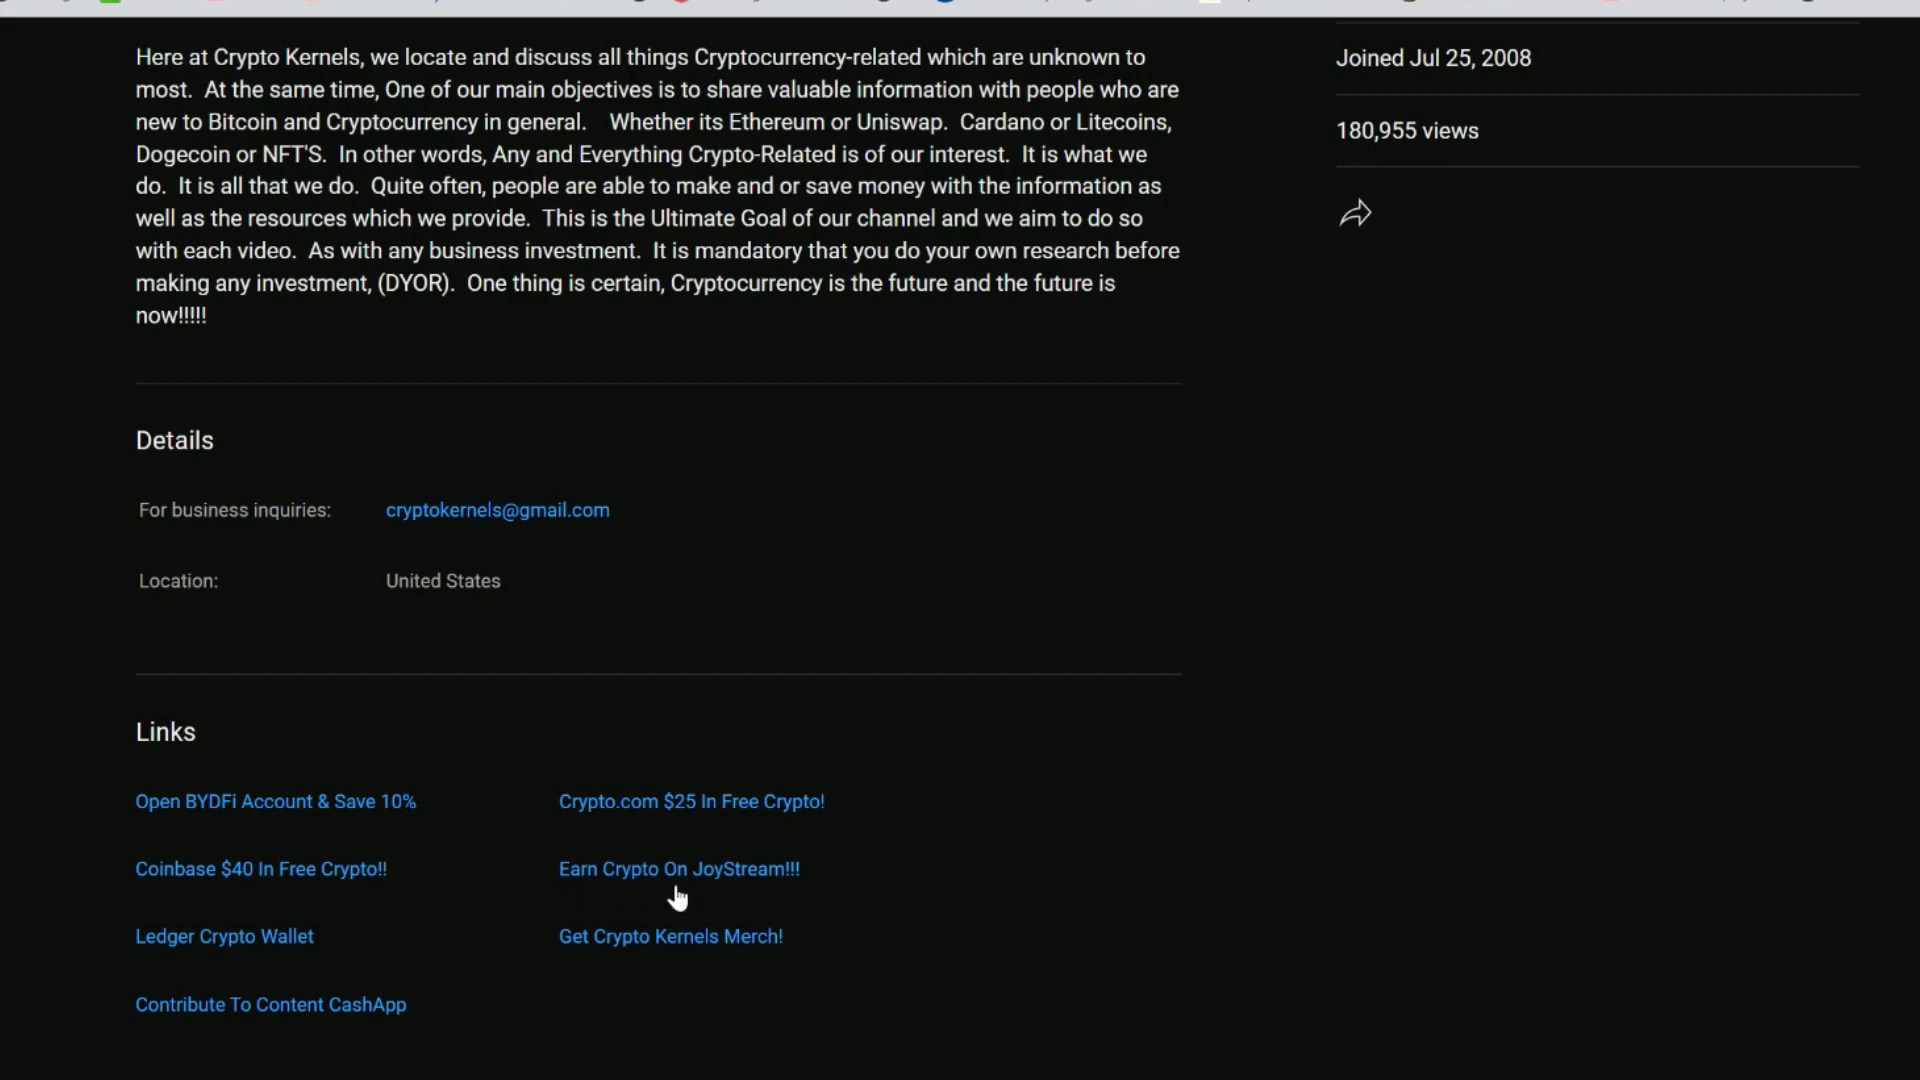 Here at Crypto Kernels, we locate and discuss all things Cryptocurrency-related which are unknown to
most.  At the same time, One of our main objectives is to share valuable information with people who are
new to Bitcoin and Cryptocurrency in general.    Whether its Ethereum or Uniswap.  Cardano or Litecoins,
Dogecoin or NFT'S.  In other words, Any and Everything Crypto-Related is of our interest.  It is what we
do.  It is all that we do.  Quite often, people are able to make and or save money with the information as
well as the resources which we provide.  This is the Ultimate Goal of our channel and we aim to do so
with each video.  As with any business investment.  It is mandatory that you do your own research before
making any investment, (DYOR).  One thing is certain, Cryptocurrency is the future and the future is
now!!!!!
Joined Jul 25, 2008
180,955 views
Details
For business inquiries: cryptokernels@gmail.com
Location: United States
Links
Open BYDFi Account & Save 10% Crypto.com $25 In Free Crypto!
Coinbase $40 In Free Crypto!! Earn Crypto On JoyStream!!!
Ledger Crypto Wallet Get Crypto Kernels Merch!
Contribute To Content CashApp